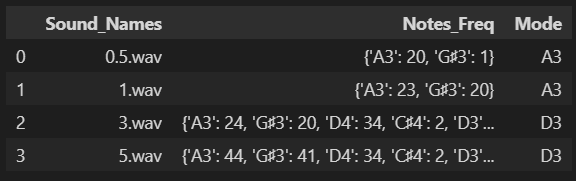 Sound_Names Notes_Freq Mode
0 0.5.wav {'A3': 20, 'G♯3': 1} A3
1 1.wav {'A3': 23, 'G♯3': 20} A3
2 3.wav {'A3': 24, 'G♯3': 20, 'D4': 34, 'C♯4': 2, 'D3'... D3
3 5.wav {'A3': 44, 'G♯3': 41, 'D4': 34, 'C♯4': 2, 'D3'... D3